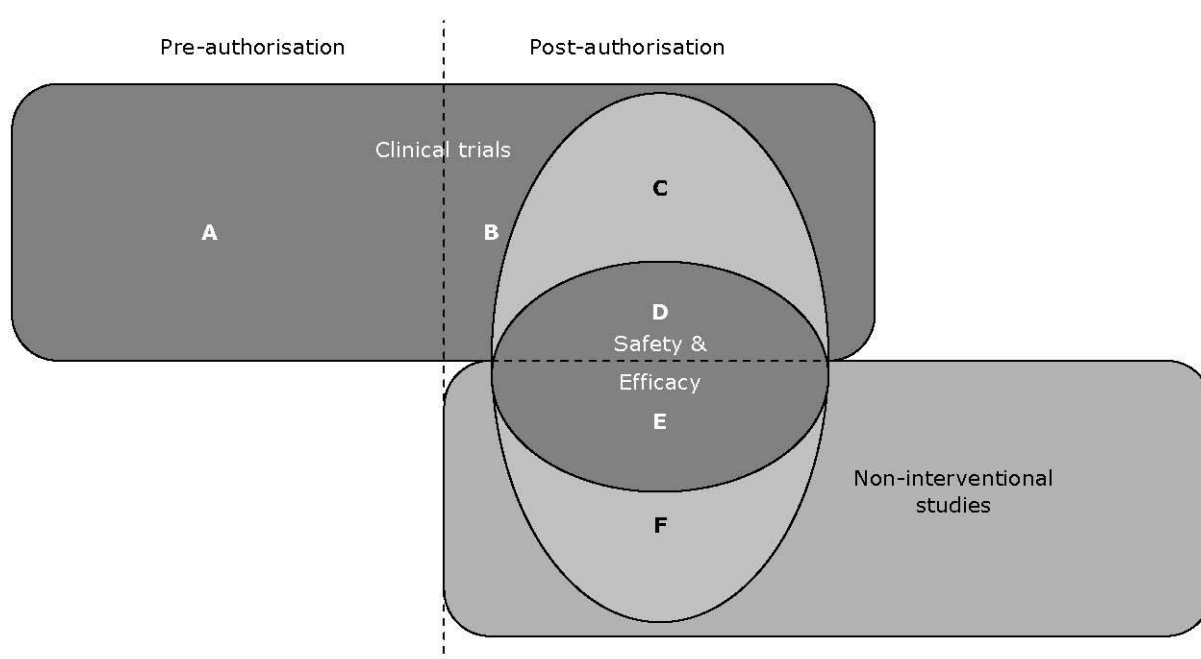 Pre-authorisation
Post-authorisation
Clinical trials
C
A
B
D
Safety &
Efficacy
E
Non-interventional
studies
F